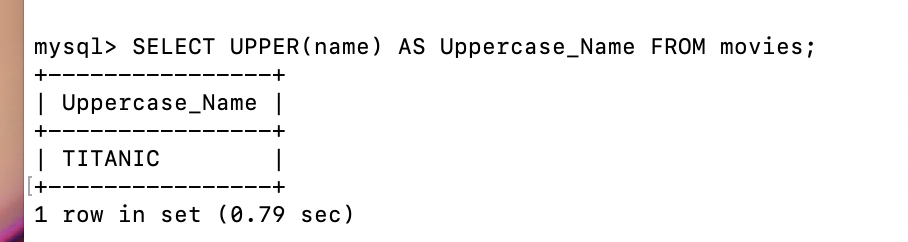 mysql> SELECT UPPER(name) AS Uppercase_Name FROM movies;
+----------------+
| Uppercase_Name |
+----------------+
| TITANIC        |
[+----------------+
1 row in set (0.79 sec)